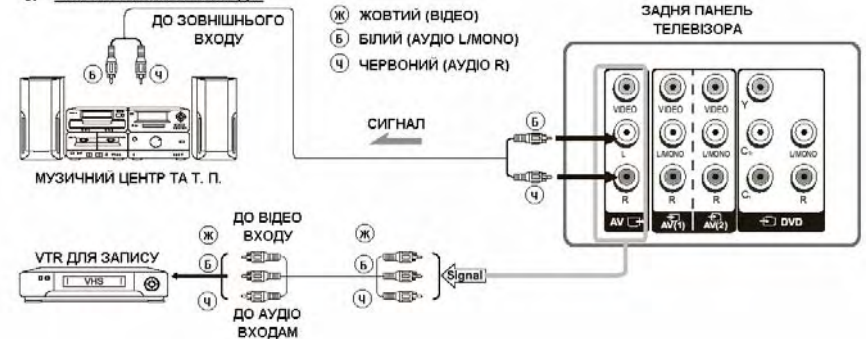 ДО ЗОВНІШНЬОГО
ВХОДУ
Ж ЖОВТИЙ (ВІДЕО)
Б БІЛИЙ (АУДІО L/MONO)
Ч ЧЕРВОНИЙ (АУДІО R)
ЗАДНЯ ПАНЕЛЬ
ТЕЛЕВІЗОРА
Б Ч
СИГНАЛ
Б
Ч
МУЗИЧНИЙ ЦЕНТР ТА Т. П.
VIDEO VIDEO VIDEO Y
L L/MONO L/MONO L/MONO
R R R R
AV AV(1) AV(2) DVD
ДО ВІДЕО
ВХОДУ
Ж Ж
VTR ДЛЯ ЗАПИСУ
Б Б
VHS
Signal
Ч Ч
ДО АУДІО
ВХОДАМ